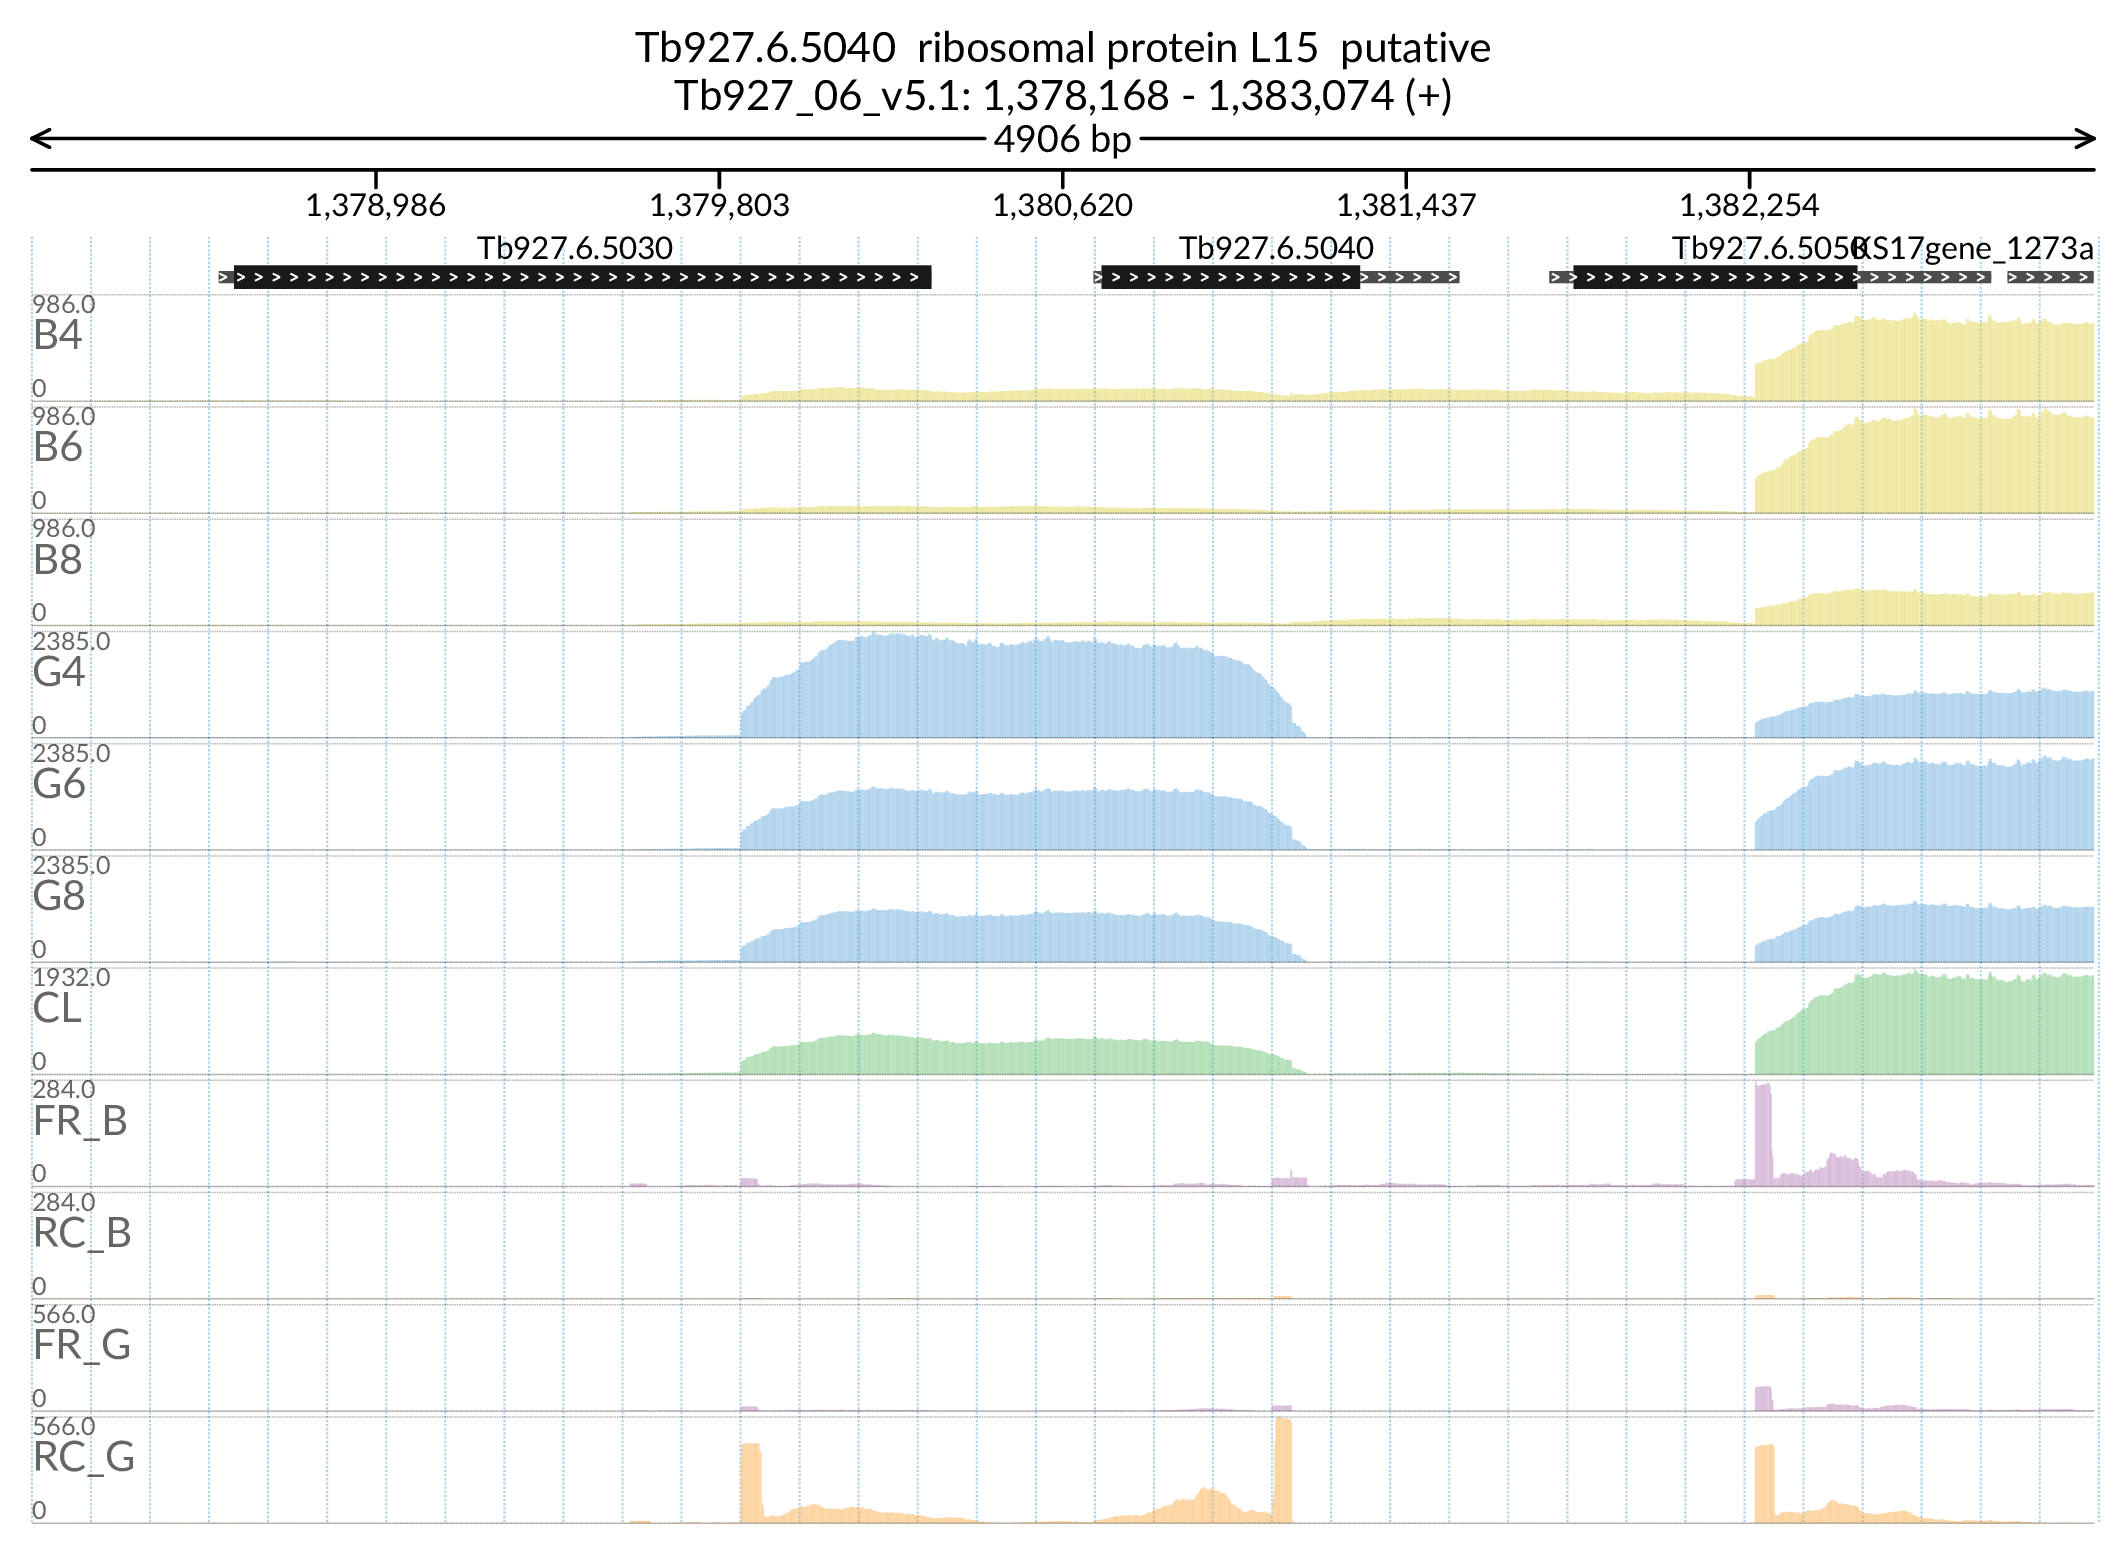 Tb927.6.5040  ribosomal protein L15  putative
Tb927_06_v5.1: 1,378,168 - 1,383,074 (+)
4906 bp
1,378,986 1,379,803 1,380,620 1,381,437 1,382,254
Tb927.6.5030 Tb927.6.5040 Tb927.6.5050 KS17gene_1273a
986.0
B4
0
986.0
B6
0
986.0
B8
0
2385.0
G4
0
2385.0
G6
0
2385.0
G8
0
1932.0
CL
0
284.0
FR_B
0
284.0
RC_B
0
566.0
FR_G
0
566.0
RC_G
0